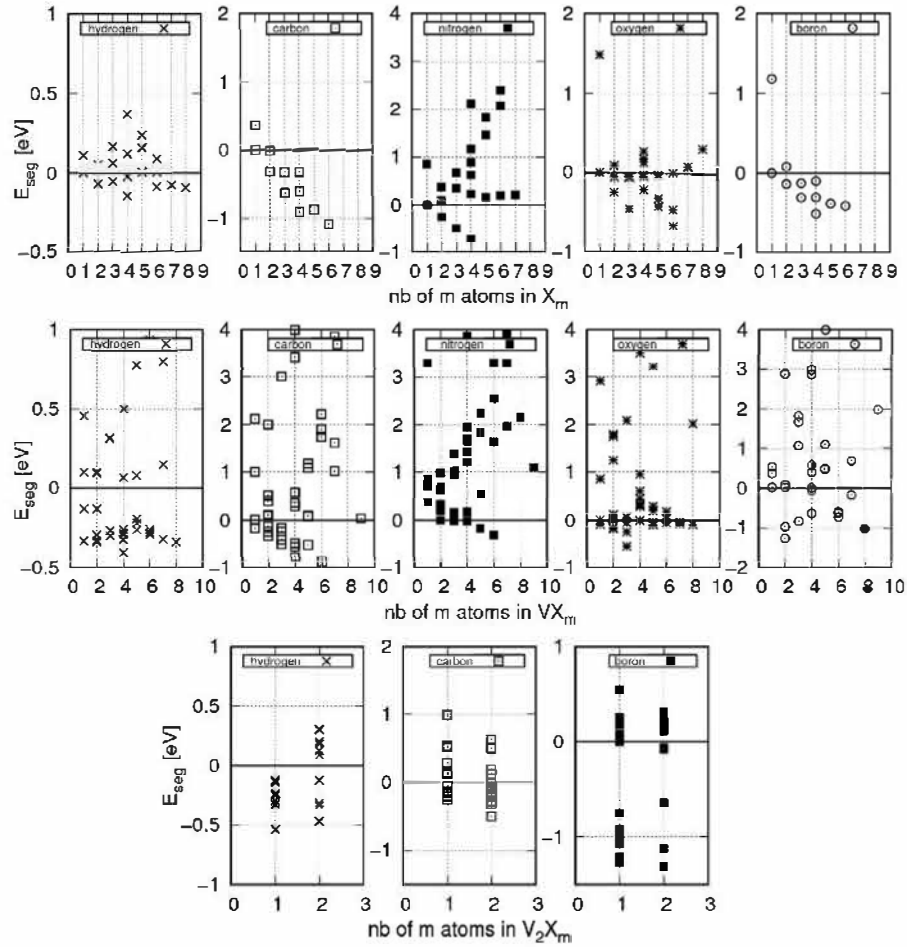 1
hydrogen
0.5
E_seg [eV]
0
−0.5
0 1 2 3 4 5 6 7 8 9
2
carbon
1
0
−1
0 1 2 3 4 5 6 7 8 9
4
nitrogen
3
2
1
0
−1
0 1 2 3 4 5 6 7 8 9
2
oxygen
1
0
−1
0 1 2 3 4 5 6 7 8 9
2
boron
1
0
−1
0 1 2 3 4 5 6 7 8 9
nb of m atoms in X_m
1
hydrogen
0.5
E_seg [eV]
0
−0.5
0 2 4 6 8 10
4
carbon
3
2
1
0
−1
0 2 4 6 8 10
4
nitrogen
3
2
1
0
−1
0 2 4 6 8 10
4
oxygen
3
2
1
0
−1
0 2 4 6 8 10
4
boron
3
2
1
0
−1
−2
0 2 4 6 8 10
nb of m atoms in VX_m
1
hydrogen
0.5
E_seg [eV]
0
−0.5
−1
0 1 2 3
2
carbon
1
0
−1
0 1 2 3
1
boron
0
−1
0 1 2 3
nb of m atoms in V₂X_m